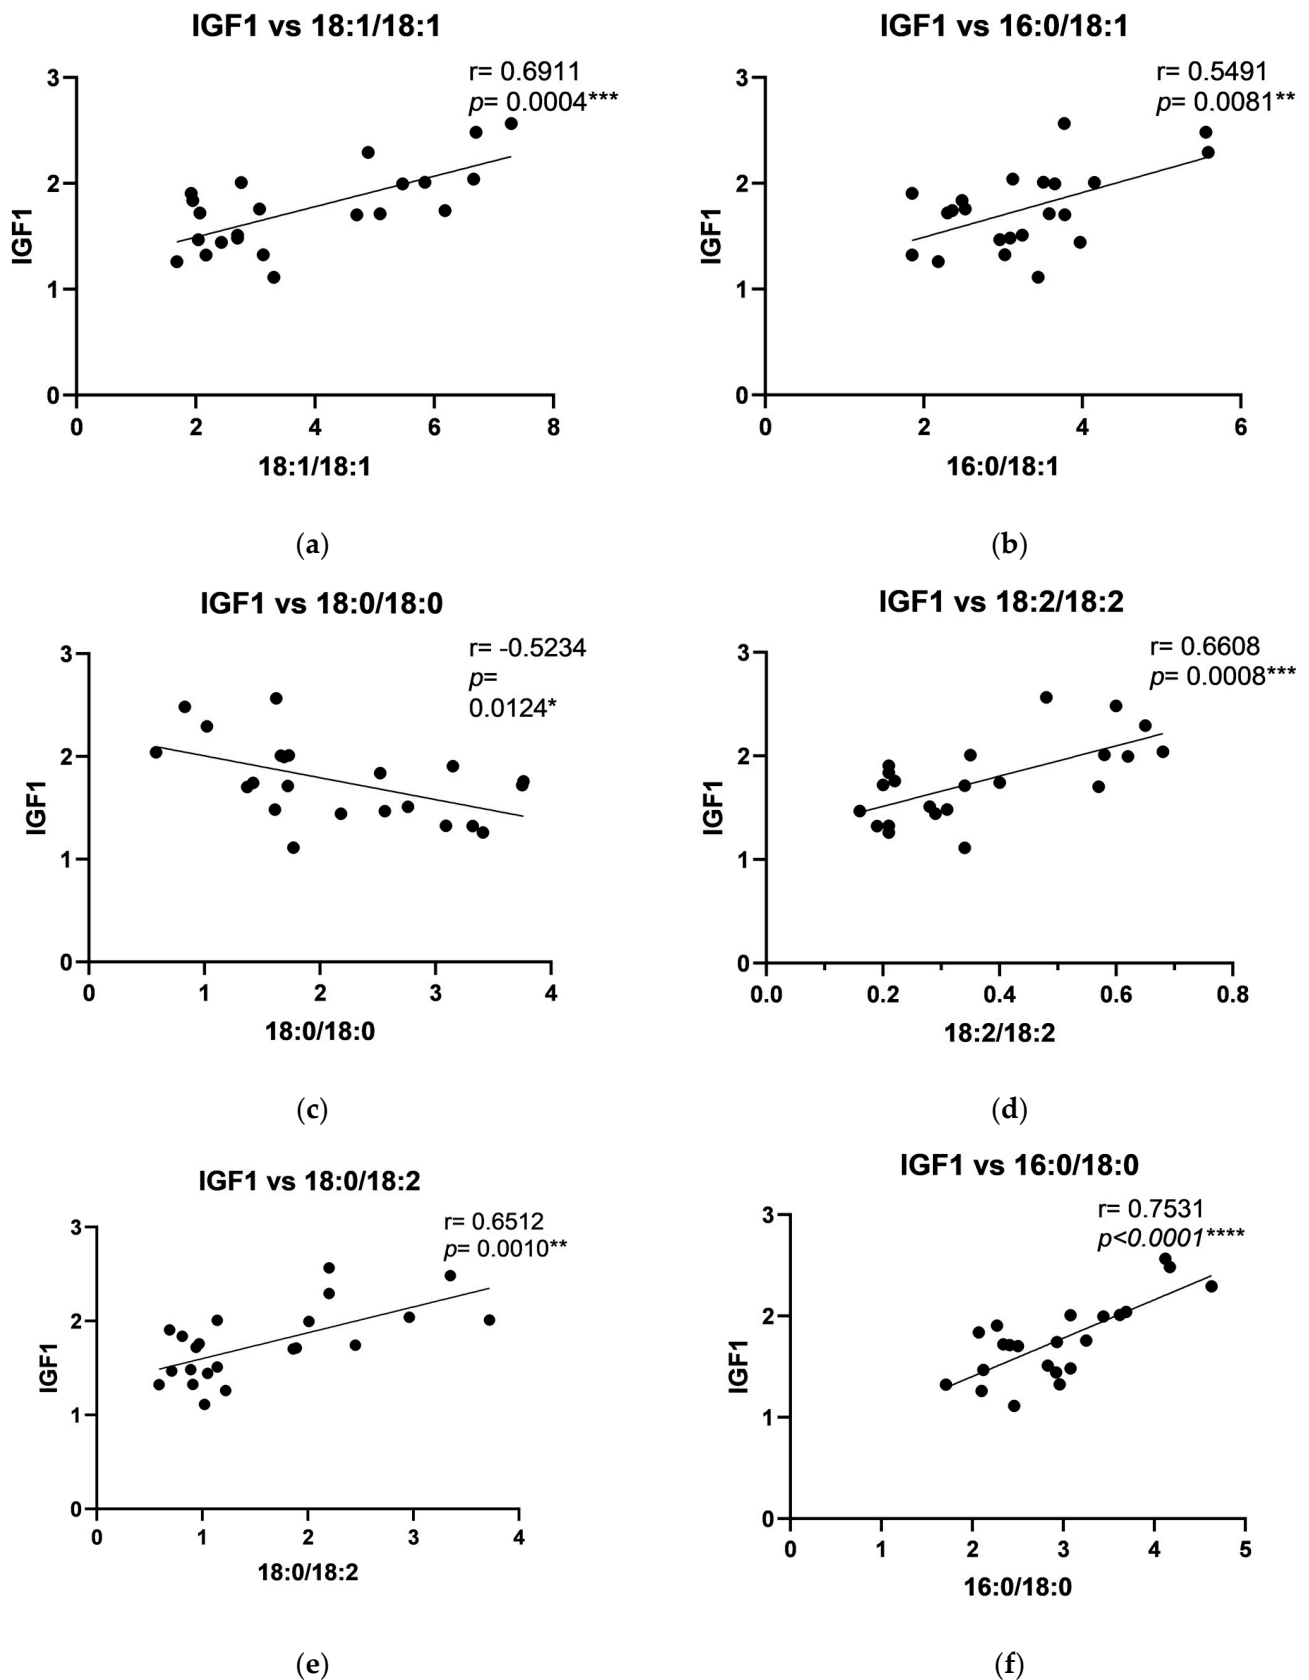 IGF1 vs 18:1/18:1
r= 0.6911
p= 0.0004***
3
2
1
0
IGF1
0 2 4 6 8
18:1/18:1
(a)
IGF1 vs 16:0/18:1
r= 0.5491
p= 0.0081**
3
2
1
0
IGF1
0 2 4 6
16:0/18:1
(b)
IGF1 vs 18:0/18:0
r= -0.5234
p=
0.0124*
3
2
1
0
IGF1
0 1 2 3 4
18:0/18:0
(c)
IGF1 vs 18:2/18:2
r= 0.6608
p= 0.0008***
3
2
1
0
IGF1
0.0 0.2 0.4 0.6 0.8
18:2/18:2
(d)
IGF1 vs 18:0/18:2
r= 0.6512
p= 0.0010**
3
2
1
0
IGF1
0 1 2 3 4
18:0/18:2
(e)
IGF1 vs 16:0/18:0
r= 0.7531
p<0.0001****
3
2
1
0
IGF1
0 1 2 3 4 5
16:0/18:0
(f)